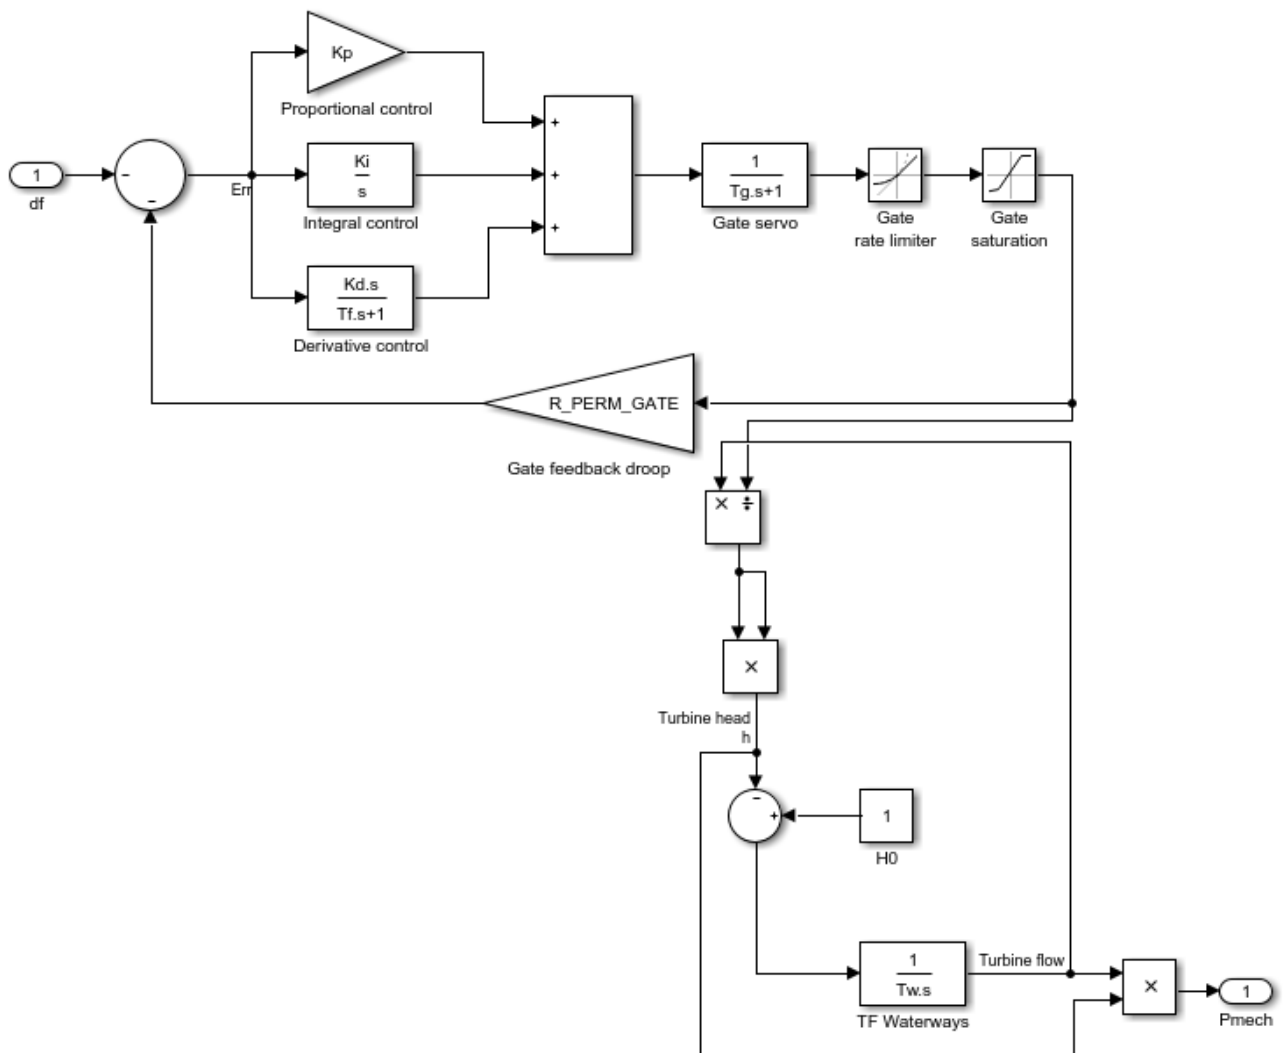 Kp
Proportional control
1
df
-
-
Err
Ki
s
Integral control
Kd.s
Tf.s+1
Derivative control
+
+
+
1
Tg.s+1
Gate servo
Gate
rate limiter
Gate
saturation
R_PERM_GATE
Gate feedback droop
× ÷
×
Turbine head
h
-
+
1
H0
1
Tw.s
TF Waterways
Turbine flow
×
1
Pmech